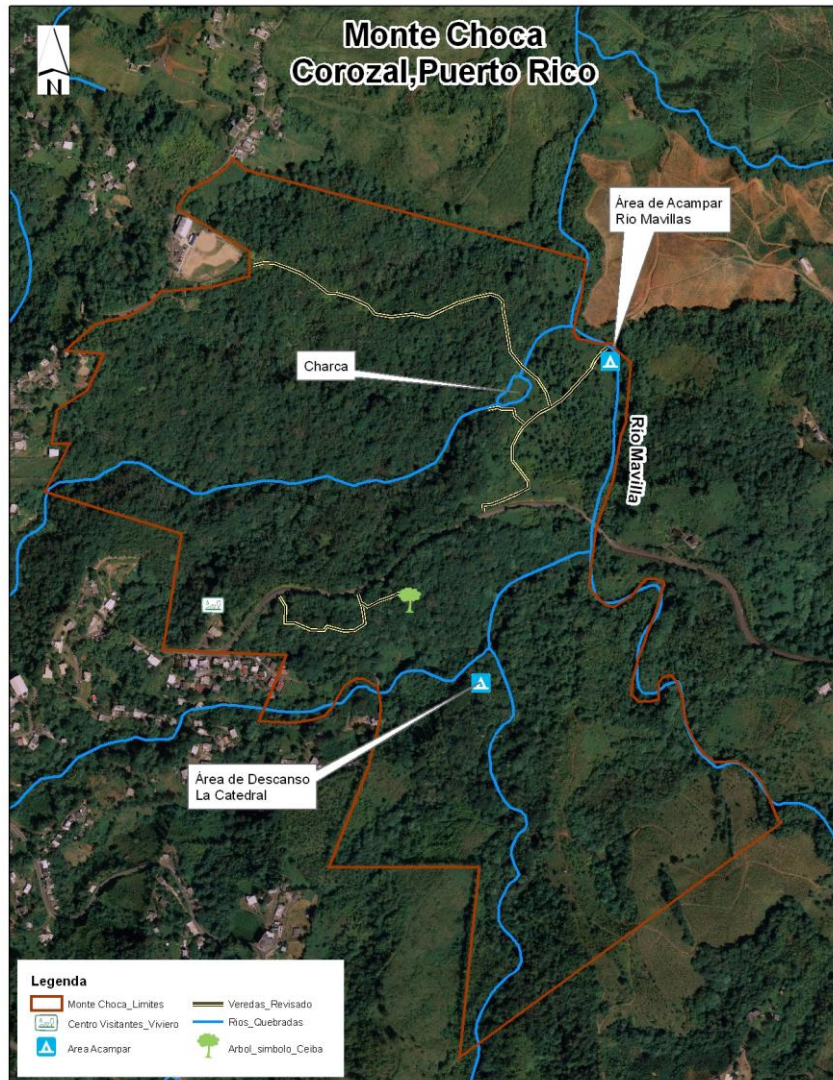 Monte Choca
Corozal,Puerto Rico
N
Área de Acampar
Río Mavillas
Charca
Río Mavilla
Área de Descanso
La Catedral
Legenda
Monte Choca_Limites
Veredas_Revisado
Centro Visitantes_Viviero
Rios_Quebradas
Area Acampar
Arbol_simbolo_Ceiba